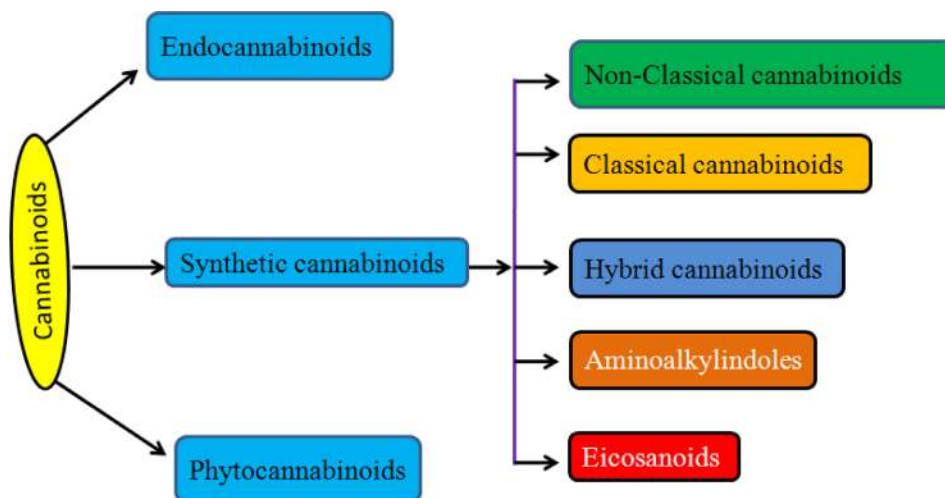 Cannabinoids
Endocannabinoids
Synthetic cannabinoids
Phytocannabinoids
Non-Classical cannabinoids
Classical cannabinoids
Hybrid cannabinoids
Aminoalkylindoles
Eicosanoids